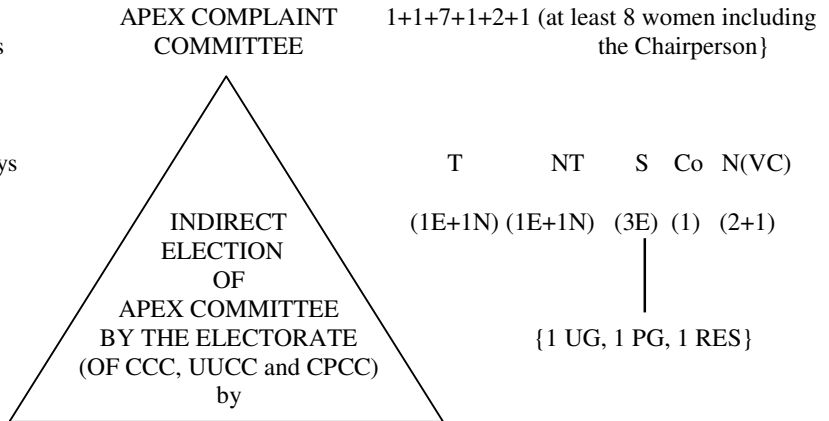 APEX COMPLAINT COMMITTEE
1+1+7+1+2+1 (at least 8 women including the Chairperson}
s
ys
T NT S Co N(VC)
(1E+1N) (1E+1N) (3E) (1) (2+1)
{1 UG, 1 PG, 1 RES}
INDIRECT
ELECTION
OF
APEX COMMITTEE
BY THE ELECTORATE
(OF CCC, UUCC and CPCC)
by